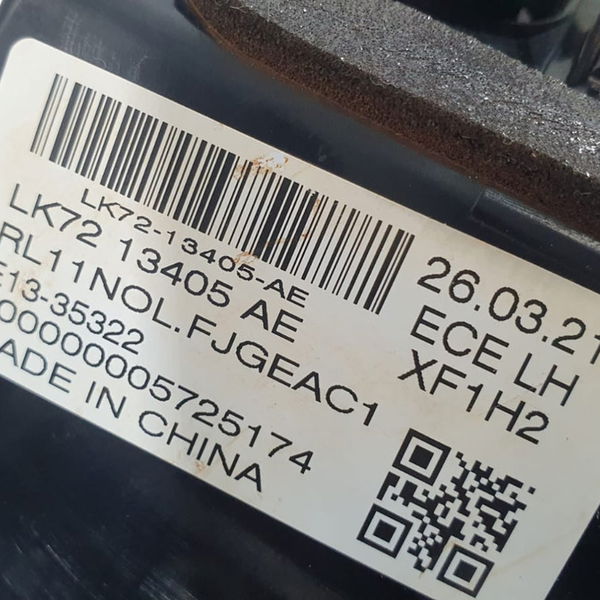 LK72-13405-AE
LK72 13405 AE
RL11NOL.FJGEAC1
E13-35322
00000005725174
ADE IN CHINA
26.03.21
ECE LH
XF1H2